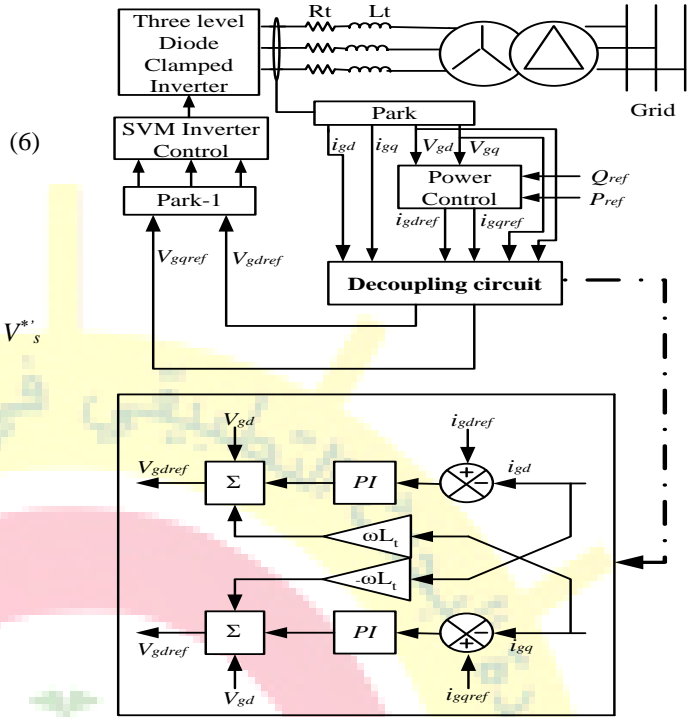 Three level
Diode
Clamped
Inverter
Rt
Lt
Grid
Park
(6)
SVM Inverter
Control
igd
igq
Vgd
Vgq
Power
Control
Qref
Pref
Park-1
igdref
igqref
Vgqref
Vgdref
Decoupling circuit
V*'s
Vgd
igdref
Vgdref
Σ
PI
+
-
igd
ωLt
-ωLt
Vgdref
Σ
PI
-
+
igq
Vgd
igqref